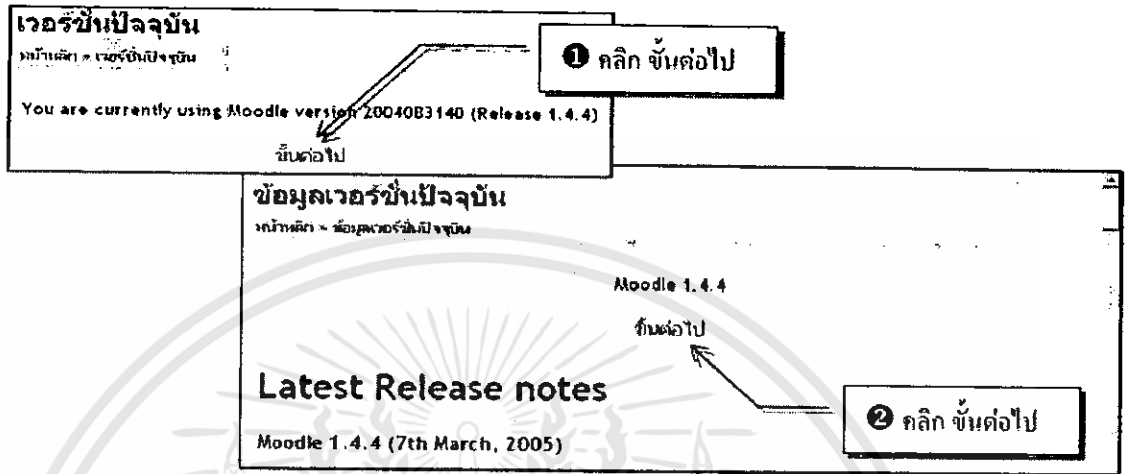 เวอร์ชั่นปัจจุบัน
หน้าหลัก » เวอร์ชั่นปัจจุบัน
❶ คลิก ขั้นต่อไป
You are currently using Moodle version 2004083140 (Release 1.4.4)
ขั้นต่อไป
ข้อมูลเวอร์ชั่นปัจจุบัน
หน้าหลัก » ข้อมูลเวอร์ชั่นปัจจุบัน
Moodle 1.4.4
ขั้นต่อไป
Latest Release notes
❷ คลิก ขั้นต่อไป
Moodle 1.4.4 (7th March, 2005)